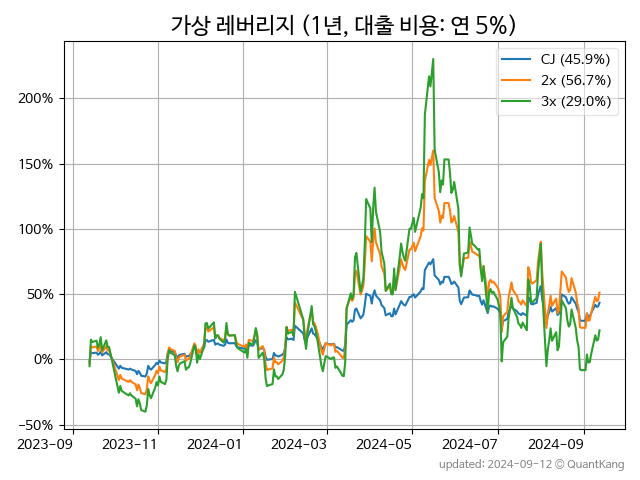 가상 레버리지 (1년, 대출 비용: 연 5%)
CJ (45.9%)
2x (56.7%)
3x (29.0%)
200%
150%
100%
50%
0%
−50%
2023-09
2023-11
2024-01
2024-03
2024-05
2024-07
2024-09
updated: 2024-09-12 © QuantKang